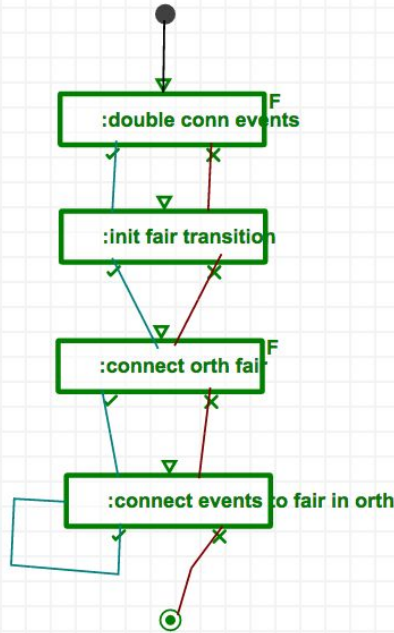 F
:double conn events
:init fair transition
F
:connect orth fair
:connect events to fair in orth